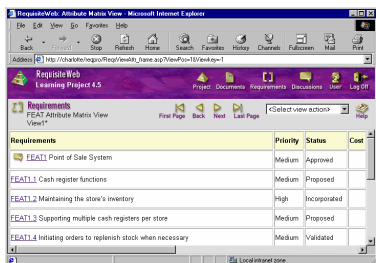 RequisiteWeb: Attribute Matrix View - Microsoft Internet Explorer
File Edit View Go Favorites Help
Back Forward Stop Refresh Home Search Favorites History Channels Fullscreen Mail Print
Address http://charlotte/reqpro/ReqViewAttr_frame.asp?ViewPos=1&Viewkey=1
RequisiteWeb
Learning Project 4.5
Project Documents Requirements Discussions User Log Off
Requirements
FEAT Attribute Matrix View
View1*
First Page Back Next Last Page
<Select view action>
Help
Requirements Priority Status Cost
FEAT1 Point of Sale System Medium Approved
FEAT1.1 Cash register functions Medium Proposed
FEAT1.2 Maintaining the store's inventory High Incorporated
FEAT1.3 Supporting multiple cash registers per store Medium Proposed
FEAT1.4 Initiating orders to replenish stock when necessary Medium Validated
Local intranet zone